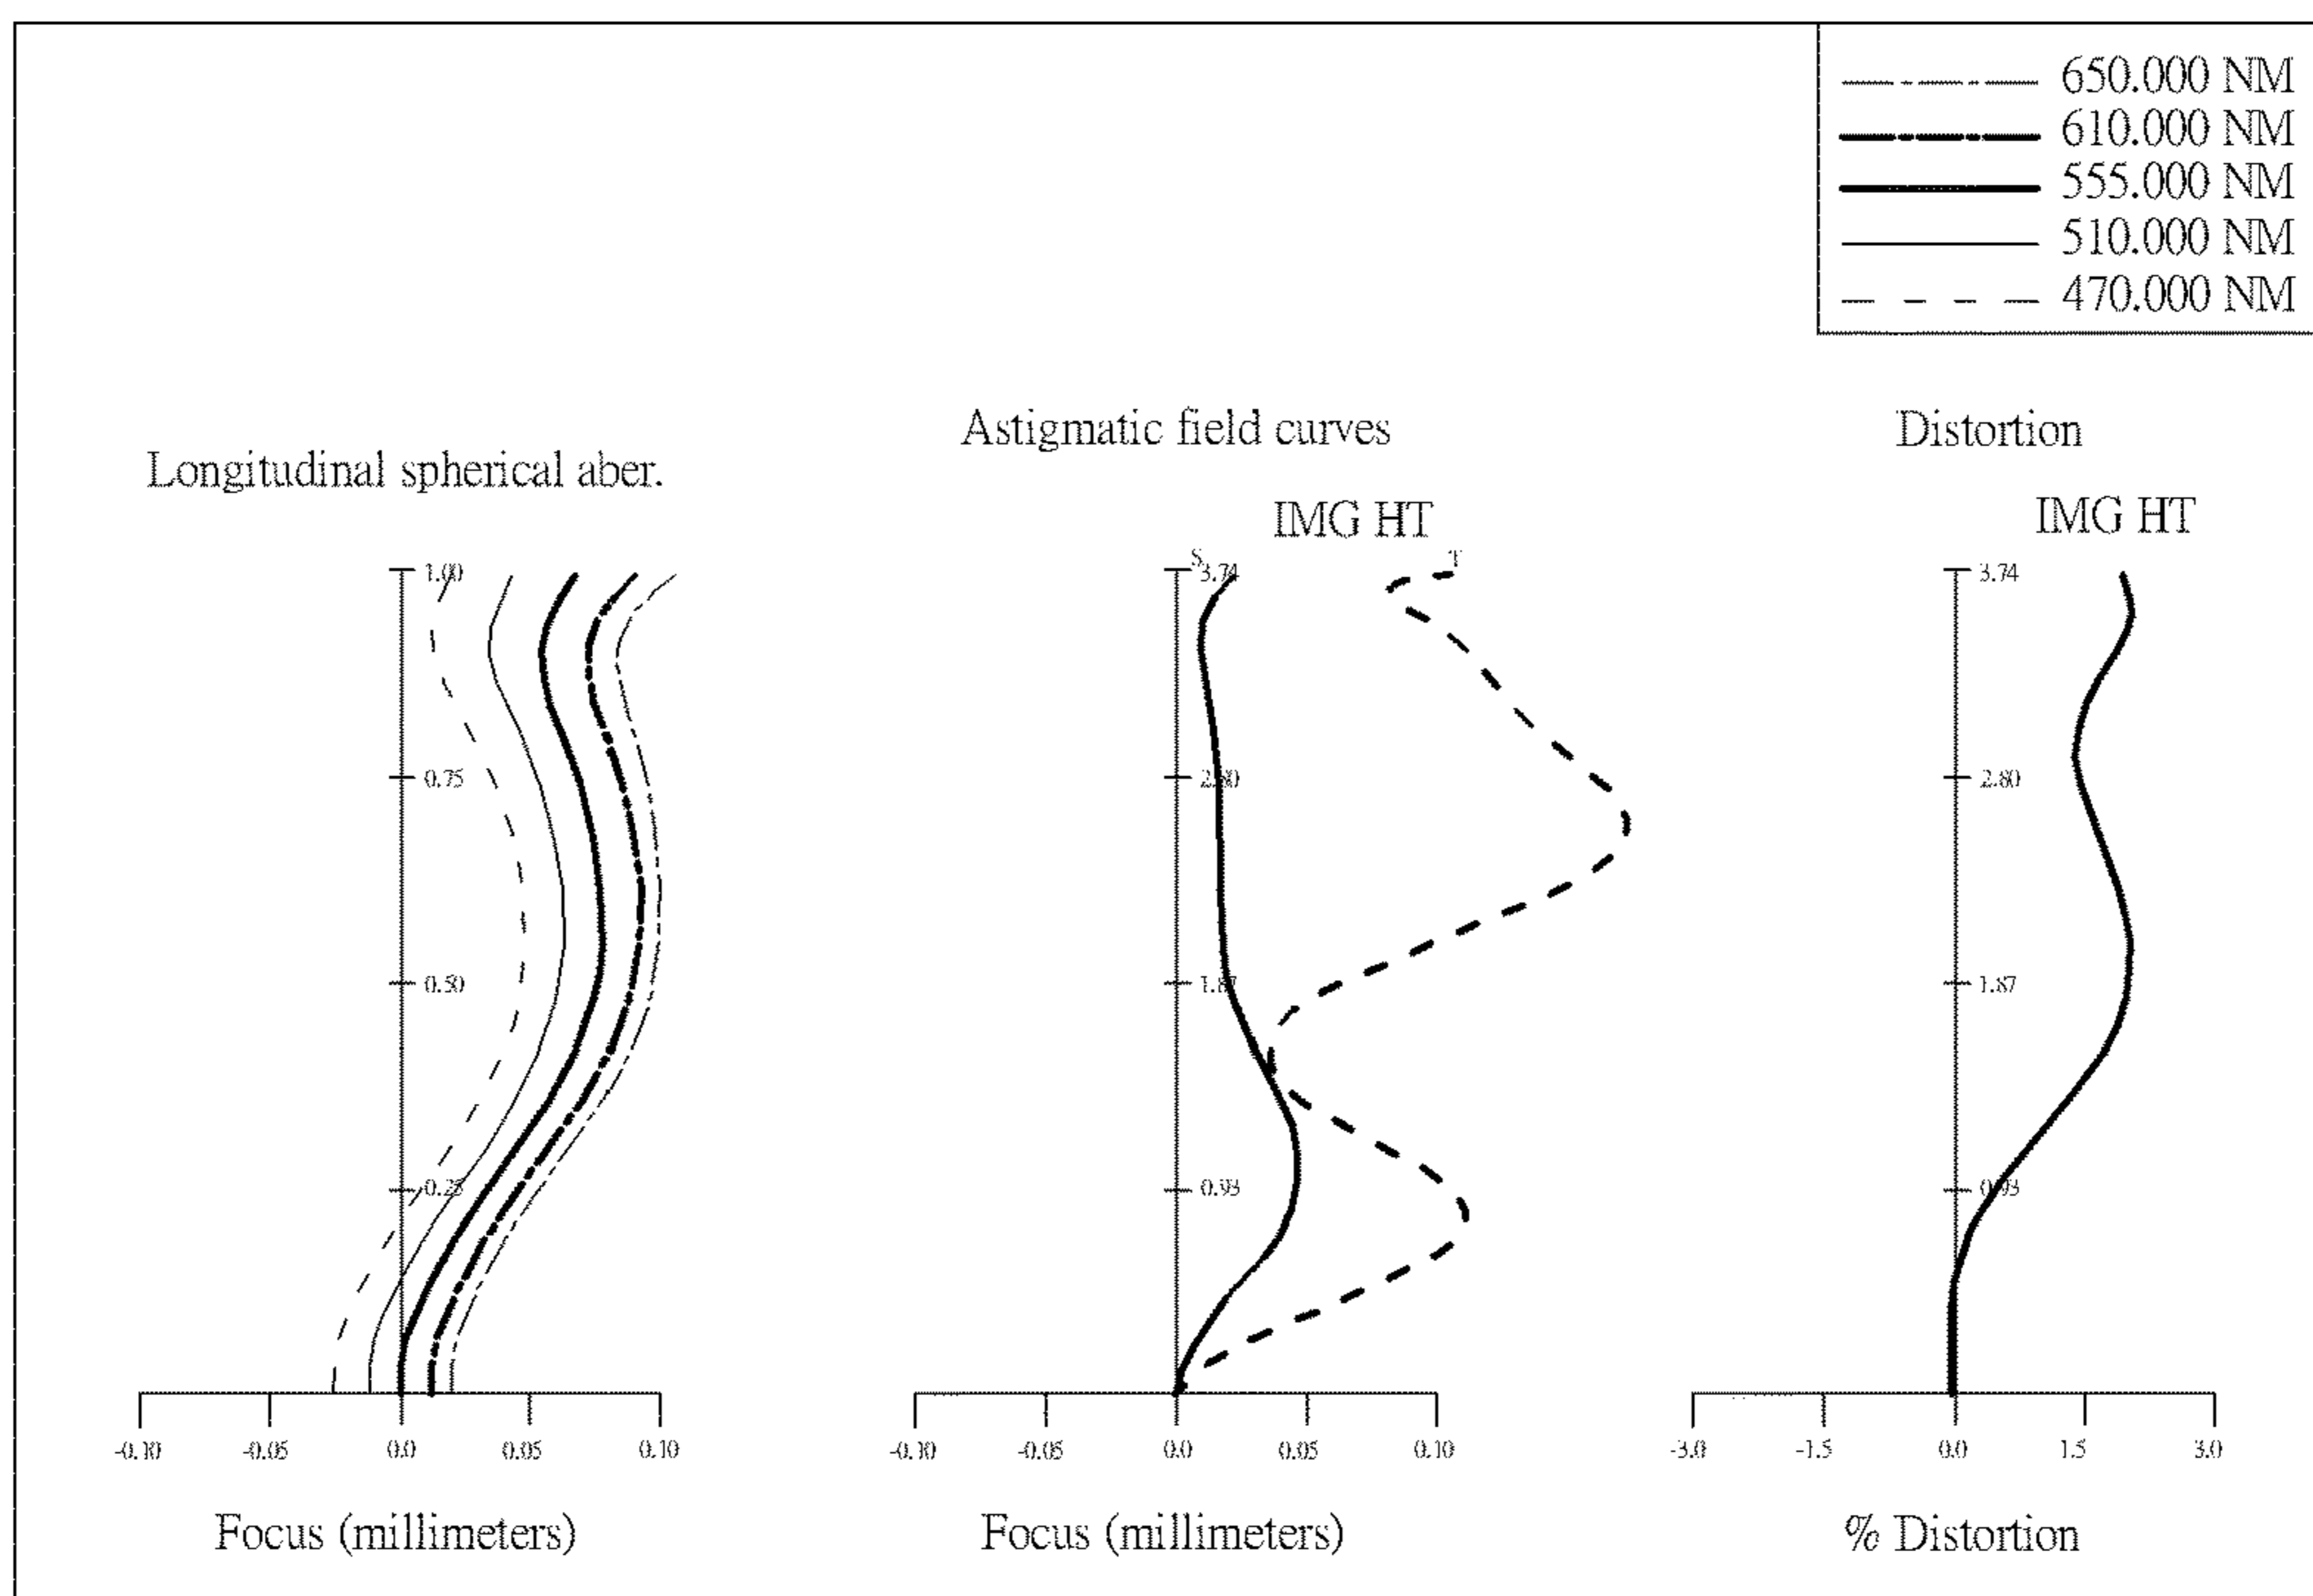 650.000 NM
610.000 NM
555.000 NM
510.000 NM
470.000 NM
Longitudinal spherical aber.
1.00
0.75
0.50
0.25
-0.10 -0.05 0.0 0.05 0.10
Focus (millimeters)
Astigmatic field curves
IMG HT
S T
3.74
2.80
1.87
0.93
-0.10 -0.05 0.0 0.05 0.10
Focus (millimeters)
Distortion
IMG HT
3.74
2.80
1.87
0.93
-3.0 -1.5 0.0 1.5 3.0
% Distortion